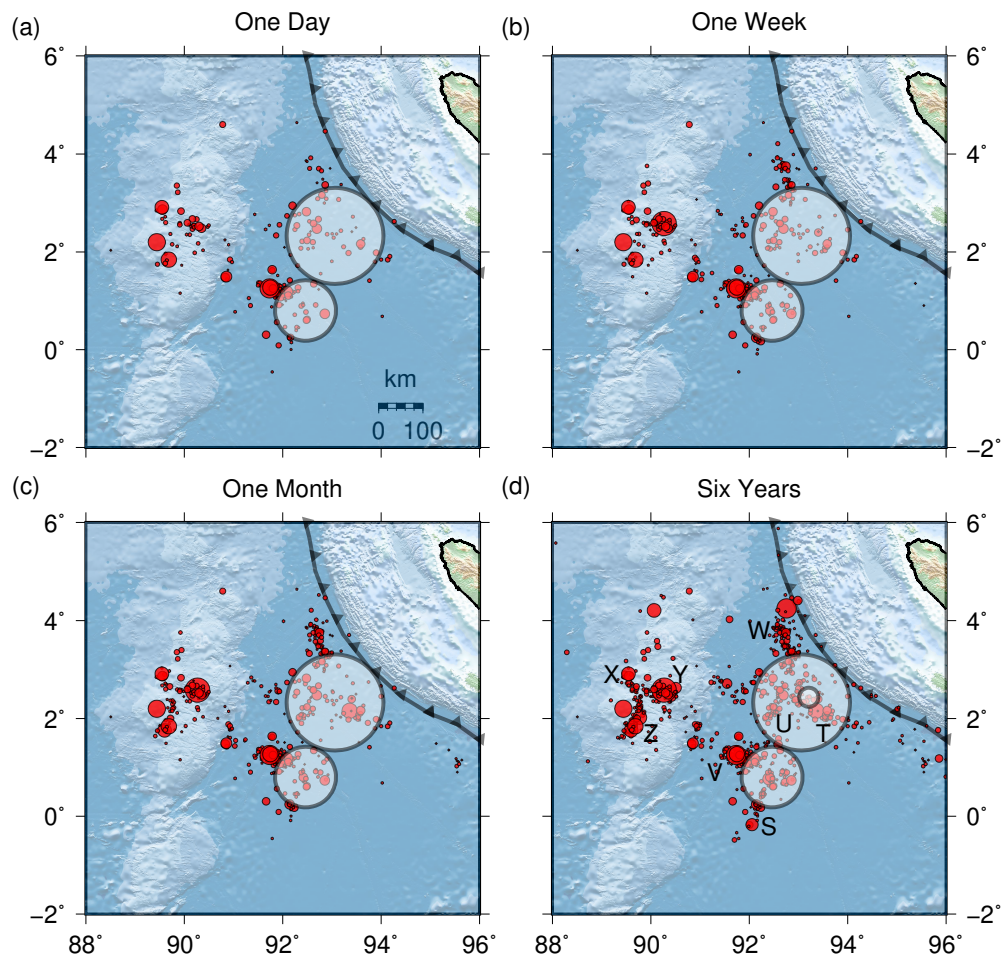 (a) One Day
(b) One Week
6˚ 6˚
4˚ 4˚
2˚ 2˚
0˚ 0˚
km
0 100
−2˚ −2˚
(c) One Month
(d) Six Years
6˚ 6˚
4˚ 4˚
W
X Y
2˚ 2˚
Z U T
V
0˚ 0˚
S
−2˚ −2˚
88˚ 90˚ 92˚ 94˚ 88˚ 90˚ 92˚ 94˚ 96˚